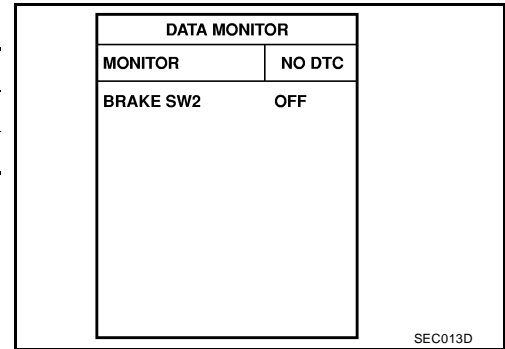 DATA MONITOR
MONITOR NO DTC
BRAKE SW2 OFF
SEC013D